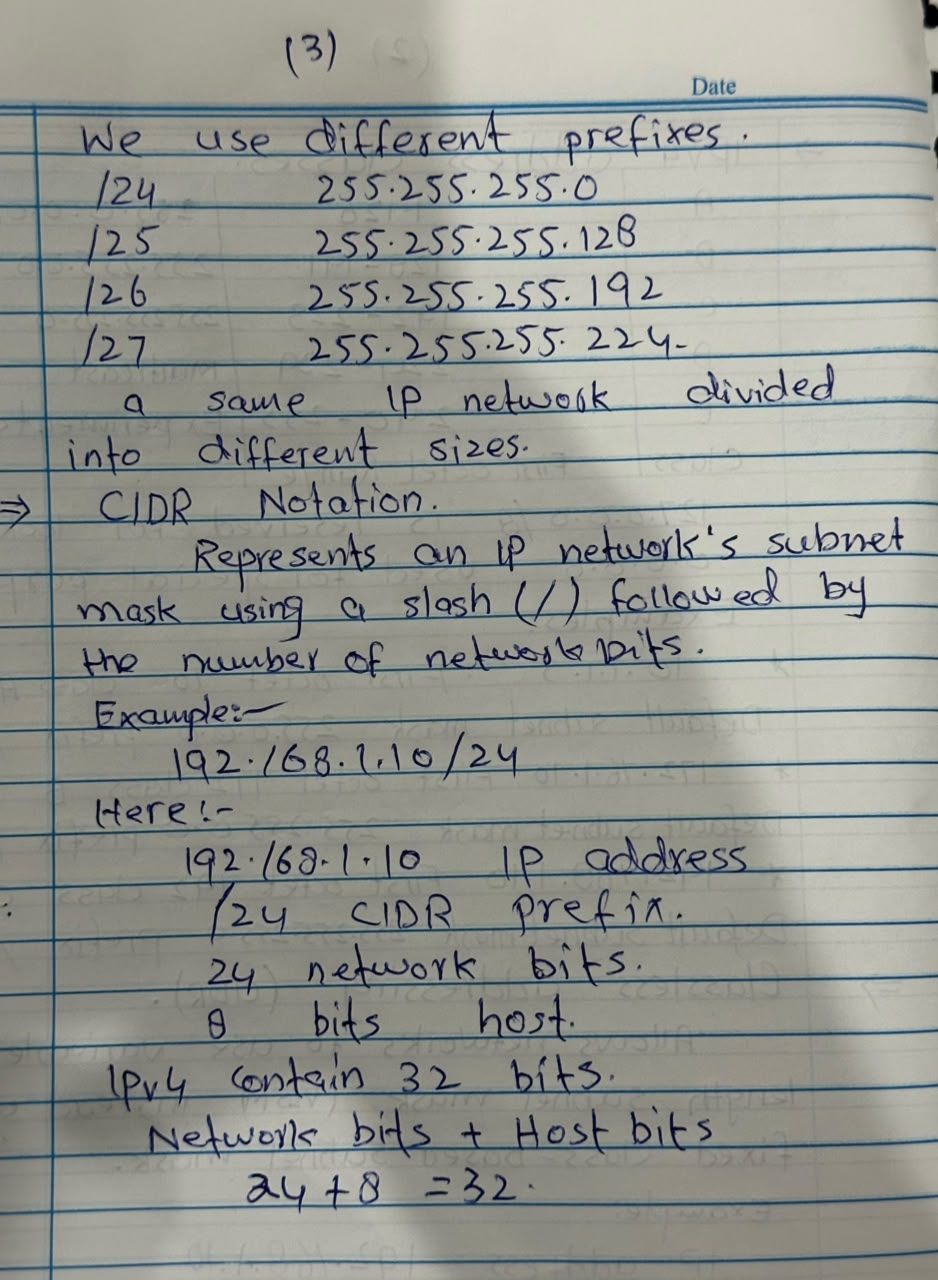 (3)
Date
We use different prefixes.
/24 255.255.255.0
/25 255.255.255.128
/26 255.255.255.192
/27 255.255.255.224-
a same IP network divided
into different sizes.
⇒ CIDR Notation.
Represents an IP network's subnet
mask using a slash (/) followed by
the number of network bits.
Example:-
192.168.1.10/24
Here:-
192.168.1.10 IP address
/24 CIDR prefix.
24 network bits.
8 bits host.
IPv4 contain 32 bits.
Network bits + Host bits
24 + 8 = 32.